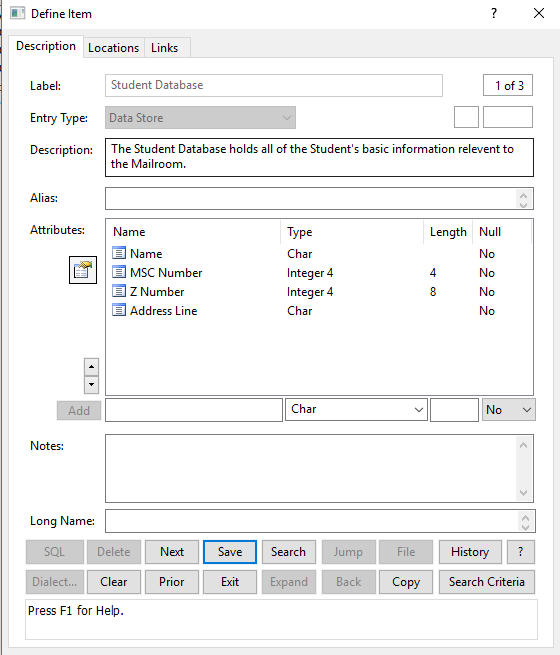 Define Item
?
Description Locations Links
Label: Student Database 1 of 3
Entry Type: Data Store
Description: The Student Database holds all of the Student's basic information relevent to
the Mailroom.
Alias:
Attributes: Name Type Length Null
Name Char No
MSC Number Integer 4 4 No
Z Number Integer 4 8 No
Address Line Char No
Add Char No
Notes:
Long Name:
SQL Delete Next Save Search Jump File History ?
Dialect... Clear Prior Exit Expand Back Copy Search Criteria
Press F1 for Help.